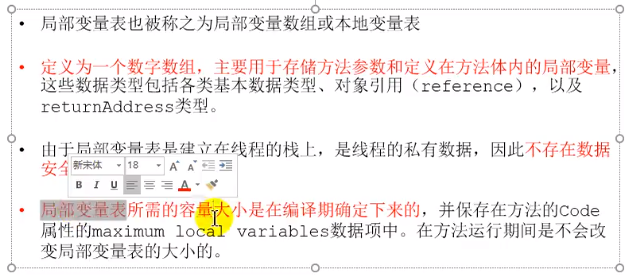 • 局部变量表也被称之为局部变量数组或本地变量表
• 定义为一个数字数组，主要用于存储方法参数和定义在方法体内的局部变量，
这些数据类型包括各类基本数据类型、对象引用（reference），以及
returnAddress类型。
• 由于局部变量表是建立在线程的栈上，是线程的私有数据，因此不存在数据
安全
新宋体 18 A A
B I U A
• 局部变量表所需的容量大小是在编译期确定下来的，并保存在方法的Code
属性的maximum local variables数据项中。在方法运行期间是不会改
变局部变量表的大小的。